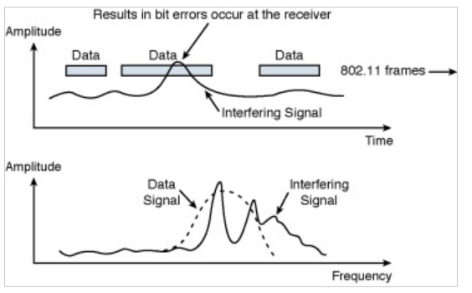 Results in bit errors occur at the receiver
Amplitude
Data
Data
Data
802.11 frames
Interfering Signal
Time
Amplitude
Data
Signal
Interfering
Signal
Frequency